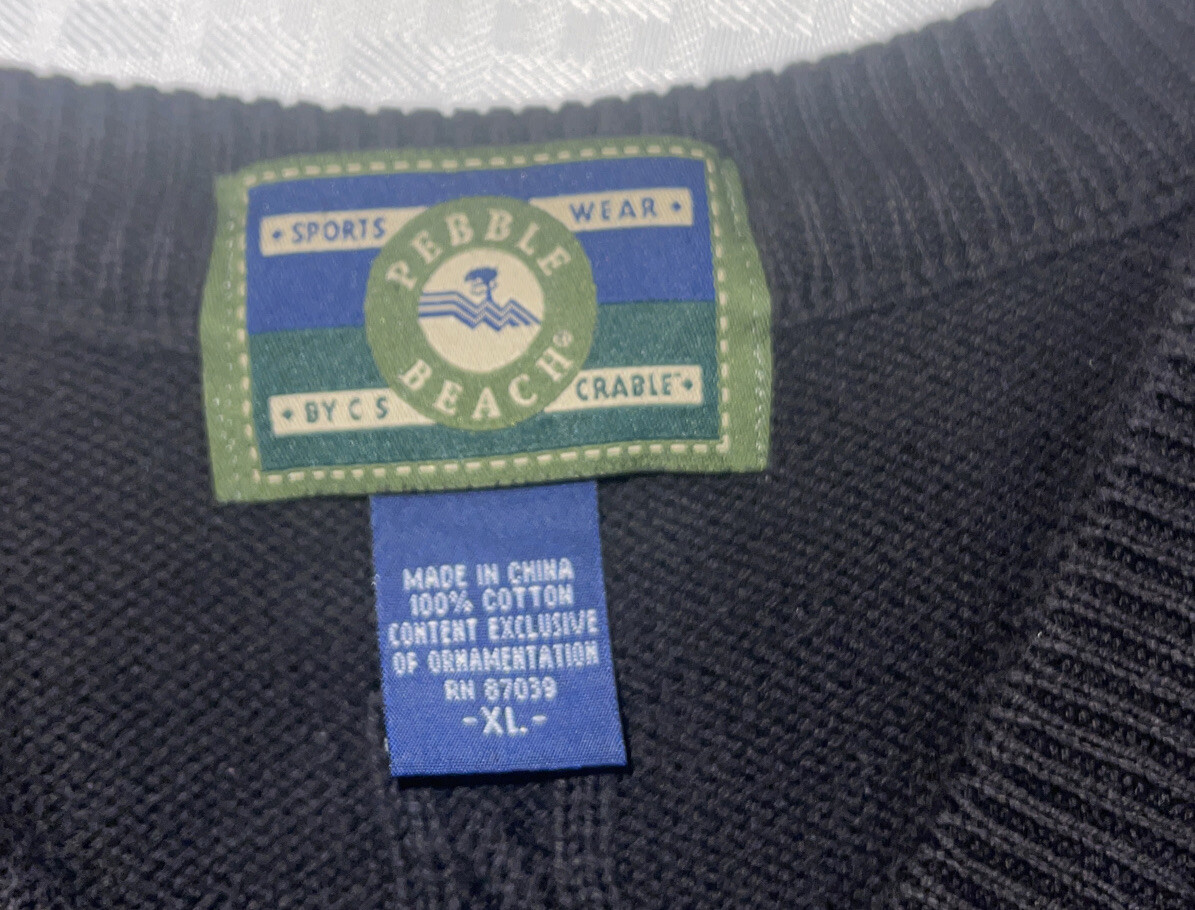 SPORTS WEAR
PEBBLE
BEACH®
BY C S CRABLE™
MADE IN CHINA
100% COTTON
CONTENT EXCLUSIVE
OF ORNAMENTATION
RN 87039
-XL-